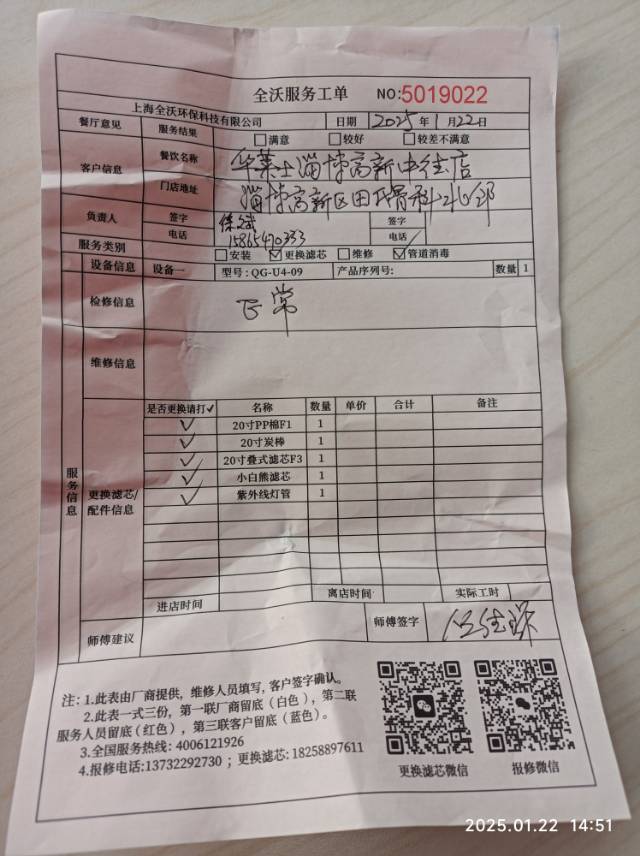 全沃服务工单 NO:5019022
上海全沃环保科技有限公司 日期 2025年1月22日
餐厅意见 服务结果 满意 较好 较差不满意
客户信息 餐饮名称 华莱士淄博高新中
门店地址 淄博高新区
负责人 签字 签字
电话 15865470333 电话
服务类别 安装 ✓更换滤芯 维修 ✓管道消毒
设备信息 设备一 型号:QG-U4-09 产品序列号: 数量 1
检修信息 正常
维修信息
服务信息
更换滤芯/配件信息
是否更换请打✓ 名称 数量 单价 合计 备注
✓ 20寸PP棉F1 1
✓ 20寸炭棒 1
✓ 20寸叠式滤芯F3 1
✓ 小白熊滤芯 1
✓ 紫外线灯管 1
进店时间 离店时间 实际工时
师傅建议 师傅签字
注:1.此表由厂商提供,维修人员填写,客户签字确认。
2.此表一式三份,第一联厂商留底(白色),第二联
服务人员留底(红色),第三联客户留底(蓝色)。
3.全国服务热线: 4006121926
4.报修电话:13732292730 ; 更换滤芯: 18258897611
更换滤芯微信 报修微信
2025.01.22 14:51